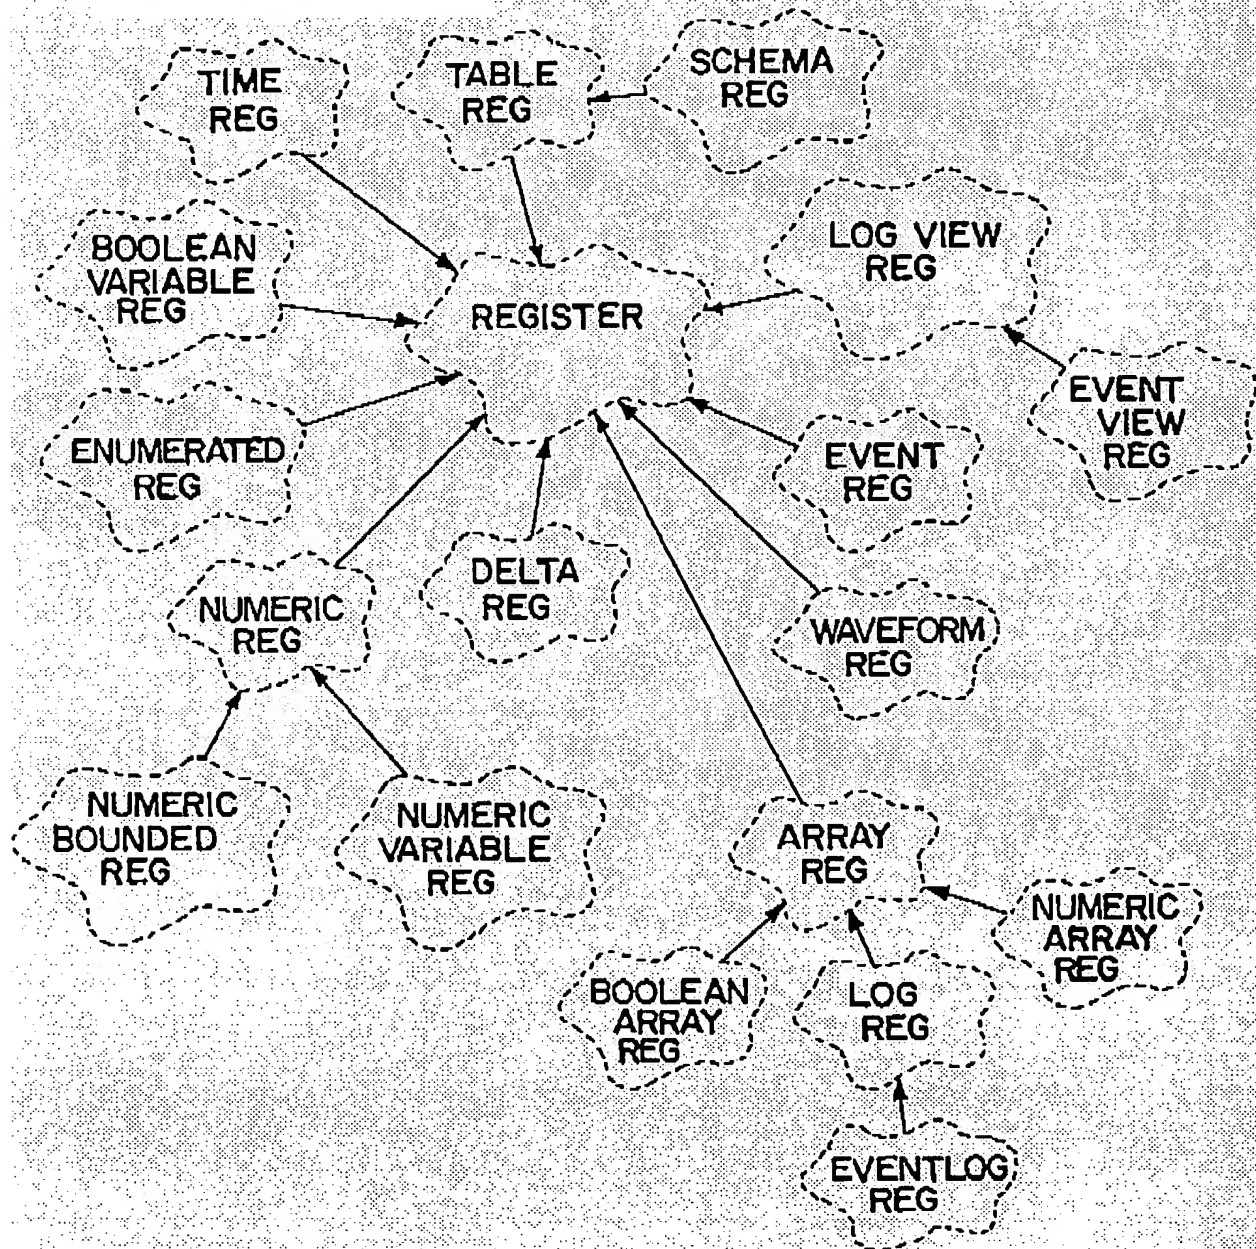 TIME
REG
TABLE
REG
SCHEMA
REG
BOOLEAN
VARIABLE
REG
REGISTER
LOG VIEW
REG
EVENT
VIEW
REG
ENUMERATED
REG
EVENT
REG
NUMERIC
REG
DELTA
REG
WAVEFORM
REG
NUMERIC
BOUNDED
REG
NUMERIC
VARIABLE
REG
ARRAY
REG
NUMERIC
ARRAY
REG
BOOLEAN
ARRAY
REG
LOG
REG
EVENTLOG
REG